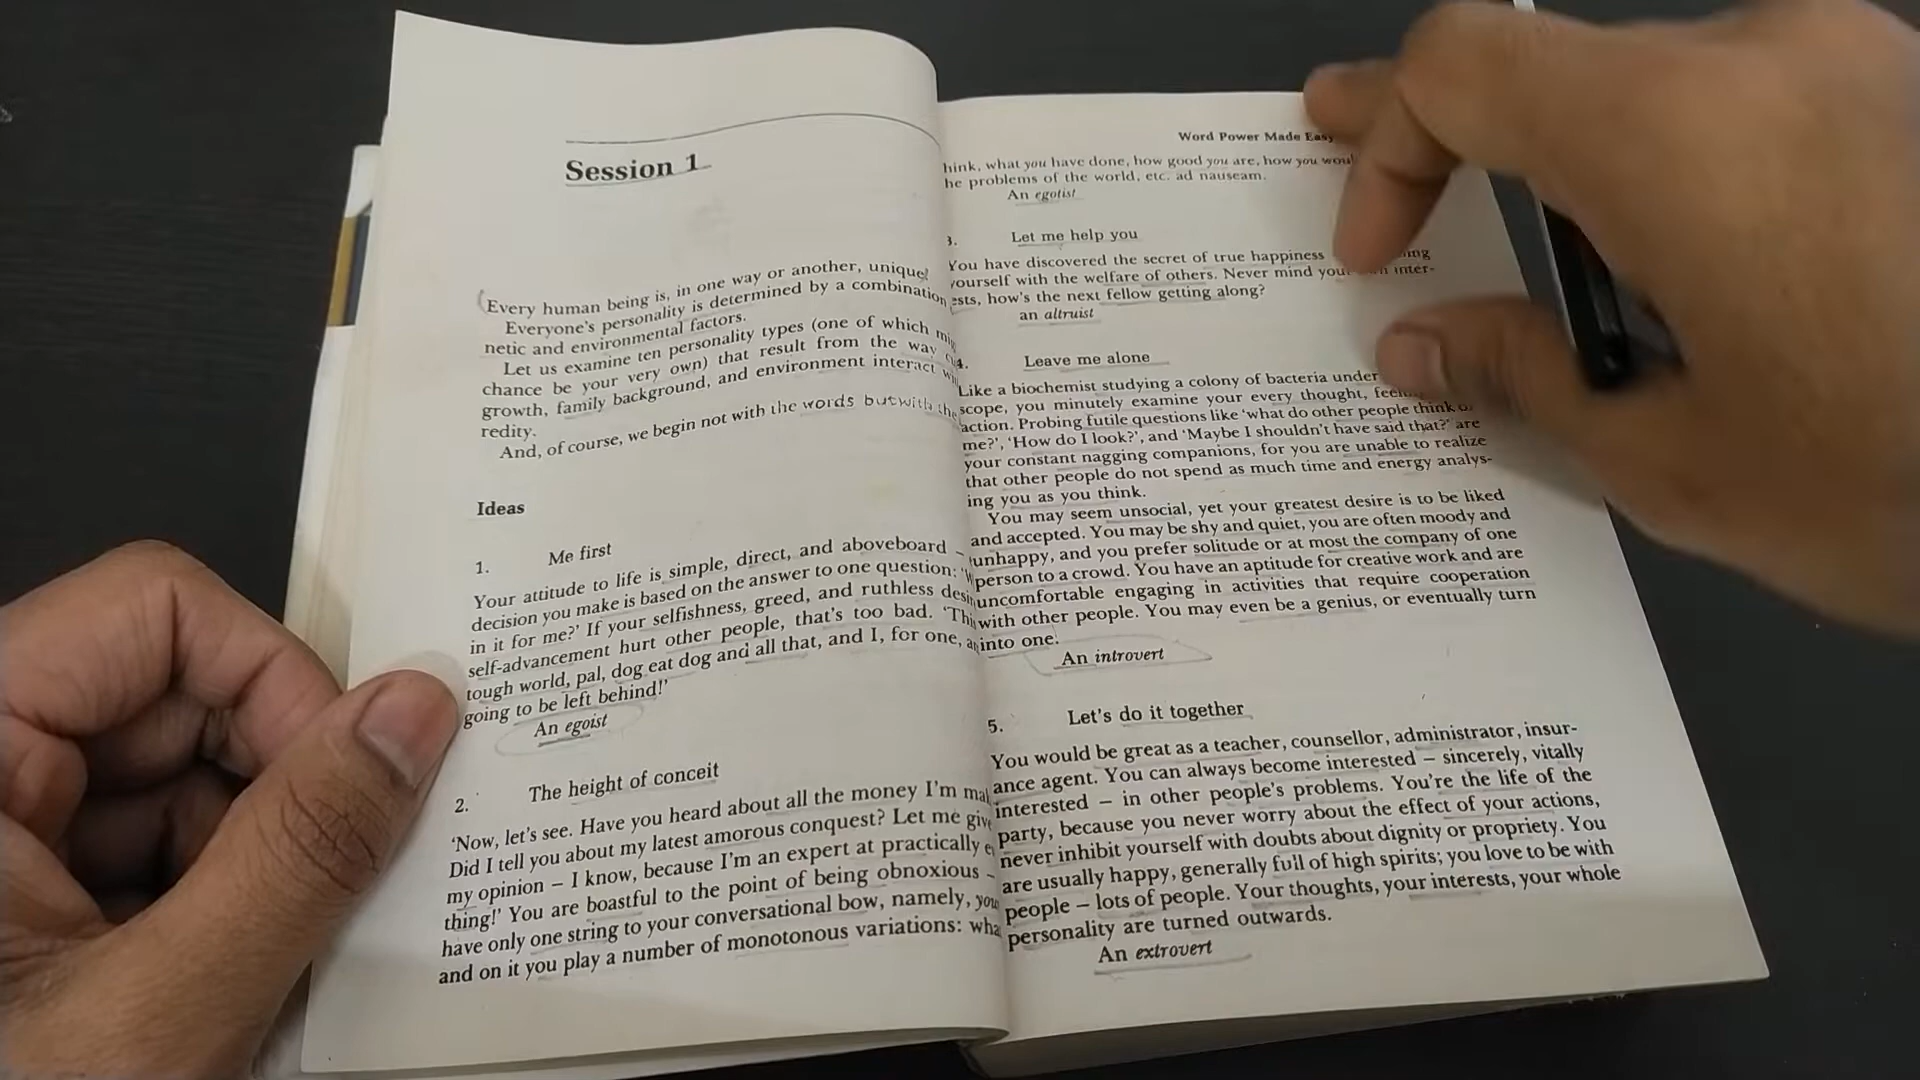 Session 1
(Every human being is, in one way or another, unique!
Everyone's personality is determined by a combination
netic and environmental factors.
Let us examine ten personality types (one of which
chance be your very own) that result from the way
growth, family background, and environment interact
redity.
And, of course, we begin not with the words but with the
Ideas
1. Me first
Your attitude to life is simple, direct, and aboveboard –
decision you make is based on the answer to one question:
in it for me?' If your selfishness, greed, and ruthless
self-advancement hurt other people, that's too bad.
tough world, pal, dog eat dog and all that, and I, for one,
going to be left behind!'
An egoist
2. The height of conceit
'Now, let's see. Have you heard about all the money I'm
Did I tell you about my latest amorous conquest? Let me
my opinion – I know, because I'm an expert at practically
thing!' You are boastful to the point of being obnoxious –
have only one string to your conversational bow, namely,
and on it you play a number of monotonous variations:
Word Power Made Easy
hink, what you have done, how good you are, how you
he problems of the world, etc. ad nauseam.
An egotist
3. Let me help you
You have discovered the secret of true happiness
yourself with the welfare of others. Never mind inter-
ests, how's the next fellow getting along?
an altruist
4. Leave me alone
Like a biochemist studying a colony of bacteria under
scope, you minutely examine your every thought,
action. Probing futile questions like 'what do other people think
me?', 'How do I look?', and 'Maybe I shouldn't have said that?' are
your constant nagging companions, for you are unable to realize
that other people do not spend as much time and energy analys-
ing you as you think.
You may seem unsocial, yet your greatest desire is to be liked
and accepted. You may be shy and quiet, you are often moody and
unhappy, and you prefer solitude or at most the company of one
person to a crowd. You have an aptitude for creative work and are
uncomfortable engaging in activities that require cooperation
with other people. You may even be a genius, or eventually turn
into one.
An introvert
5. Let's do it together
You would be great as a teacher, counsellor, administrator, insur-
ance agent. You can always become interested – sincerely, vitally
interested – in other people's problems. You're the life of the
party, because you never worry about the effect of your actions,
never inhibit yourself with doubts about dignity or propriety. You
are usually happy, generally full of high spirits; you love to be with
people – lots of people. Your thoughts, your interests, your whole
personality are turned outwards.
An extrovert